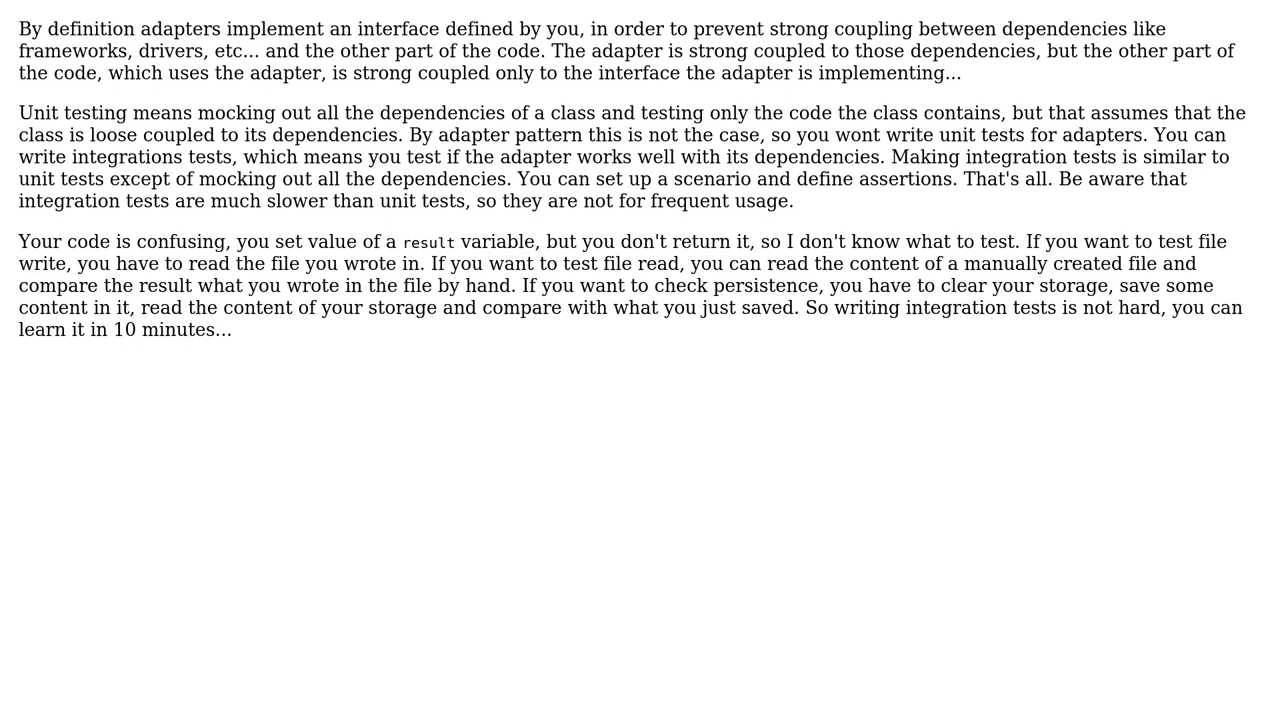 By definition adapters implement an interface defined by you, in order to prevent strong coupling between dependencies like
frameworks, drivers, etc... and the other part of the code. The adapter is strong coupled to those dependencies, but the other part of
the code, which uses the adapter, is strong coupled only to the interface the adapter is implementing...
Unit testing means mocking out all the dependencies of a class and testing only the code the class contains, but that assumes that the
class is loose coupled to its dependencies. By adapter pattern this is not the case, so you wont write unit tests for adapters. You can
write integrations tests, which means you test if the adapter works well with its dependencies. Making integration tests is similar to
unit tests except of mocking out all the dependencies. You can set up a scenario and define assertions. That's all. Be aware that
integration tests are much slower than unit tests, so they are not for frequent usage.
Your code is confusing, you set value of a result variable, but you don't return it, so I don't know what to test. If you want to test file
write, you have to read the file you wrote in. If you want to test file read, you can read the content of a manually created file and
compare the result what you wrote in the file by hand. If you want to check persistence, you have to clear your storage, save some
content in it, read the content of your storage and compare with what you just saved. So writing integration tests is not hard, you can
learn it in 10 minutes...